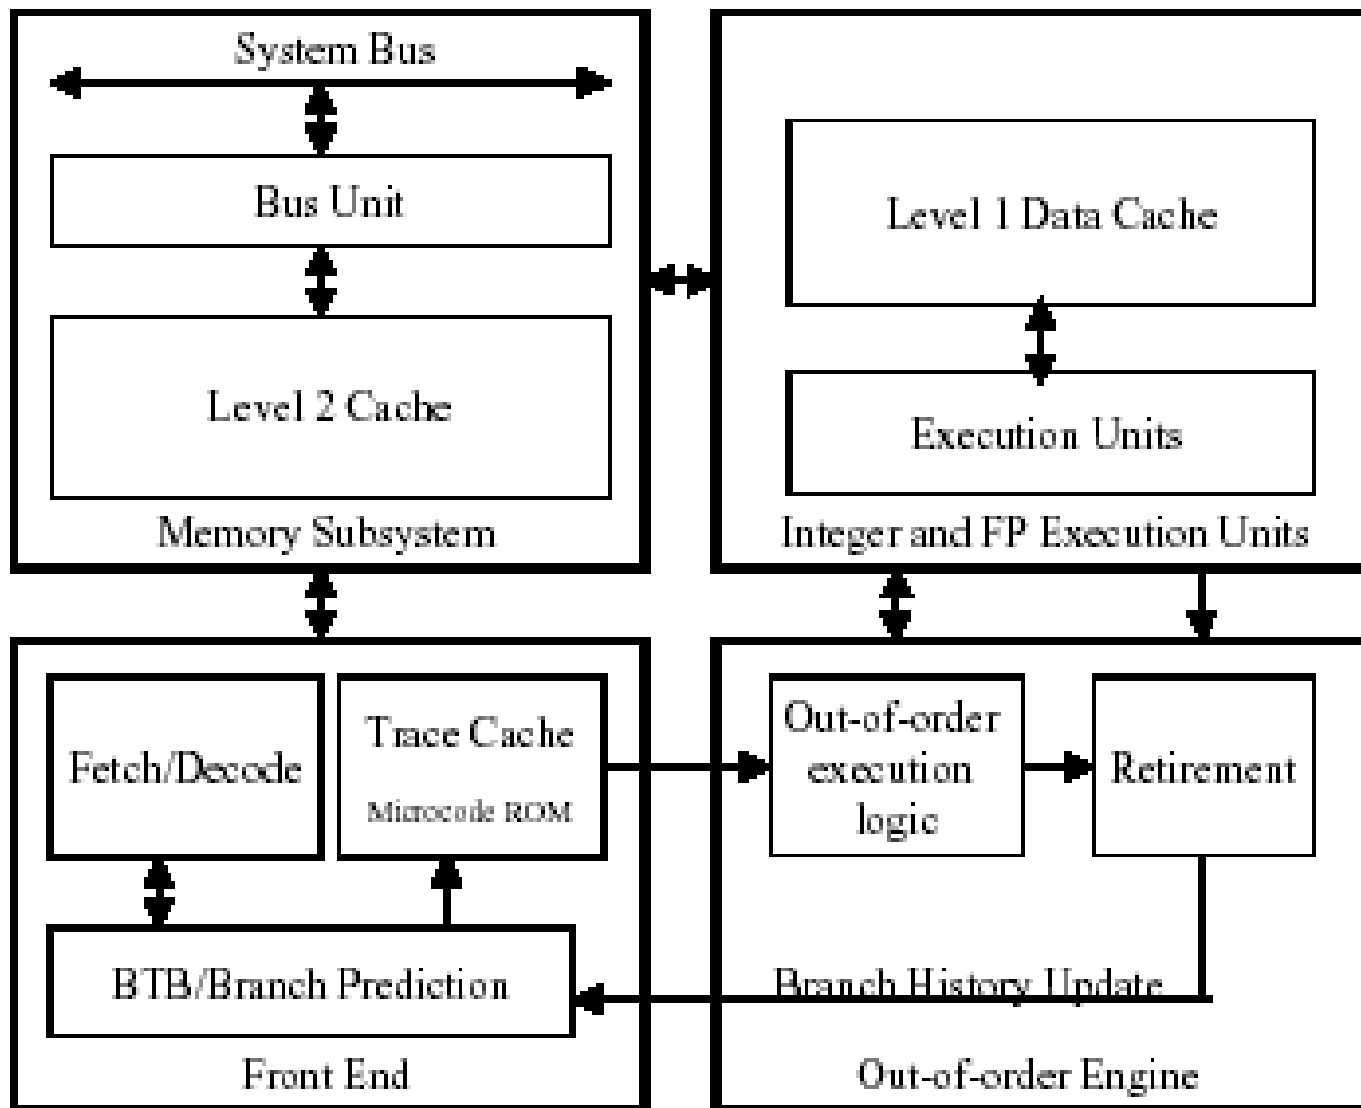 System Bus
Bus Unit
Level 2 Cache
Memory Subsystem
Level 1 Data Cache
Execution Units
Integer and FP Execution Units
Fetch/Decode
Trace Cache
Microcode ROM
BTB/Branch Prediction
Front End
Out-of-order
execution
logic
Retirement
Branch History Update
Out-of-order Engine